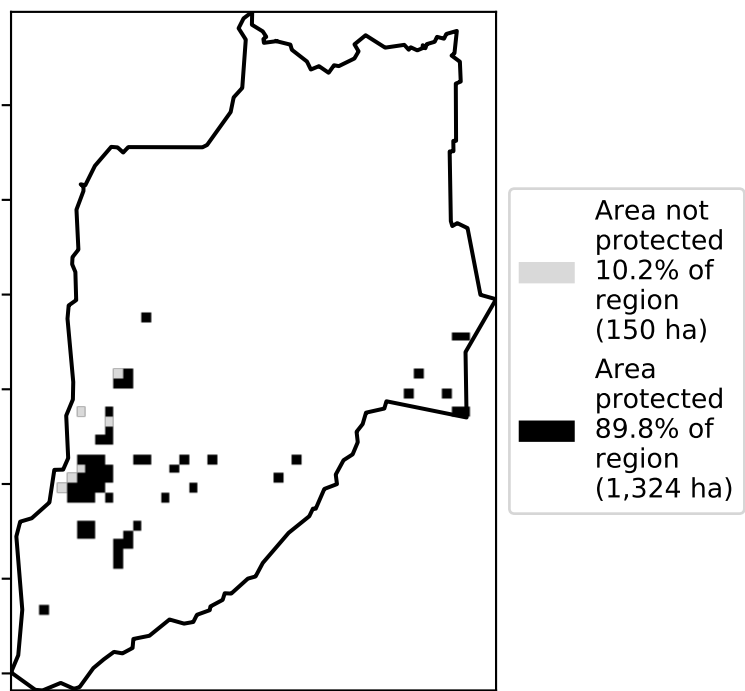 Area not
protected
10.2% of
region
(150 ha)
Area
protected
89.8% of
region
(1,324 ha)